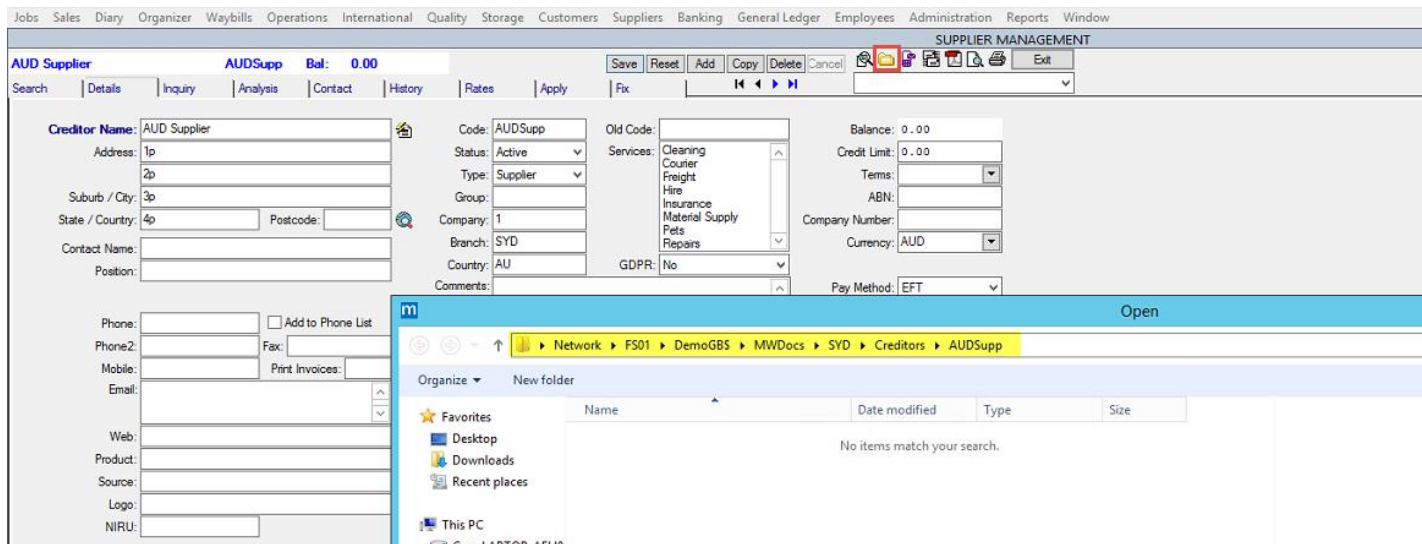 Jobs Sales Diary Organizer Waybills Operations International Quality Storage Customers Suppliers Banking General Ledger Employees Administration Reports Window
SUPPLIER MANAGEMENT
AUD Supplier AUDSupp Bal: 0.00 Save Reset Add Copy Delete Cancel Exit
Search Details Inquiry Analysis Contact History Rates Apply Fix
Creditor Name: AUD Supplier Code: AUDSupp Old Code: Balance: 0.00
Address: 1p Status: Active Services: Cleaning Credit Limit: 0.00
Courier
2p Type: Supplier Freight Terms:
Hire
Suburb / City: 3p Group: Insurance ABN:
State / Country: 4p Postcode: Company: 1 Material Supply Company Number:
Pets
Contact Name: Branch: SYD Repairs Currency: AUD
Position: Country: AU GDPR: No
Comments: Pay Method: EFT
m Open
Phone: Add to Phone List
Phone2: Fax: Network FS01 DemoGB$ MWDocs SYD Creditors AUDSupp
Mobile: Print Invoices:
Email: Organize New folder
Favorites Name Date modified Type Size
Web: Desktop No items match your search.
Product: Downloads
Source: Recent places
Logo:
NIRU: This PC